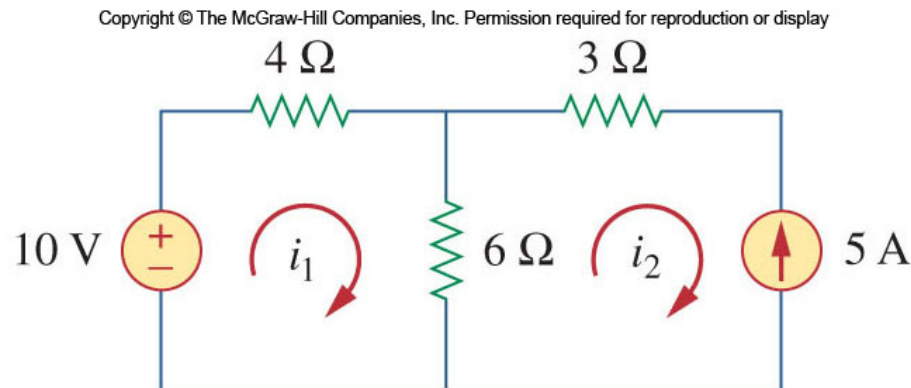 Copyright © The McGraw-Hill Companies, Inc. Permission required for reproduction or display
4 Ω 3 Ω
10 V + − i1 6 Ω i2 5 A